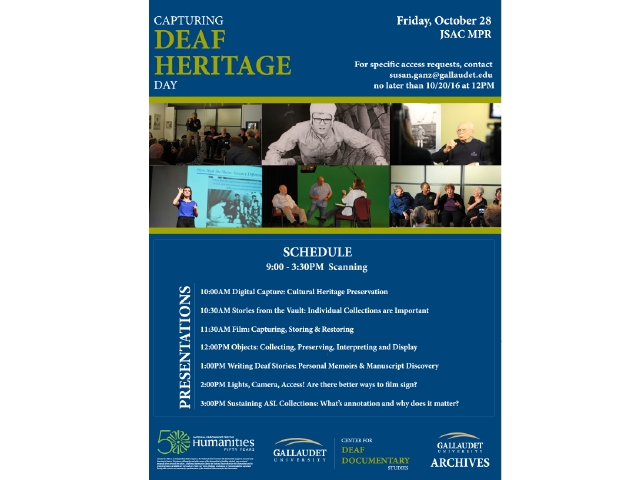 CAPTURING
DEAF
HERITAGE
DAY
Friday, October 28
JSAC MPR
For specific access requests, contact
susan.ganz@gallaudet.edu
no later than 10/20/16 at 12PM
SCHEDULE
9:00 - 3:30PM Scanning
PRESENTATIONS
10:00AM Digital Capture: Cultural Heritage Preservation
10:30AM Stories from the Vault: Individual Collections are Important
11:30AM Film: Capturing, Storing & Restoring
12:00PM Objects: Collecting, Preserving, Interpreting and Display
1:00PM Writing Deaf Stories: Personal Memoirs & Manuscript Discovery
2:00PM Lights, Camera, Access! Are there better ways to film sign?
3:00PM Sustaining ASL Collections: What's annotation and why does it matter?
50
NATIONAL ENDOWMENT FOR THE
Humanities
FIFTY YEARS
GALLAUDET
UNIVERSITY
CENTER FOR
DEAF
DOCUMENTARY
STUDIES
GALLAUDET
UNIVERSITY
ARCHIVES